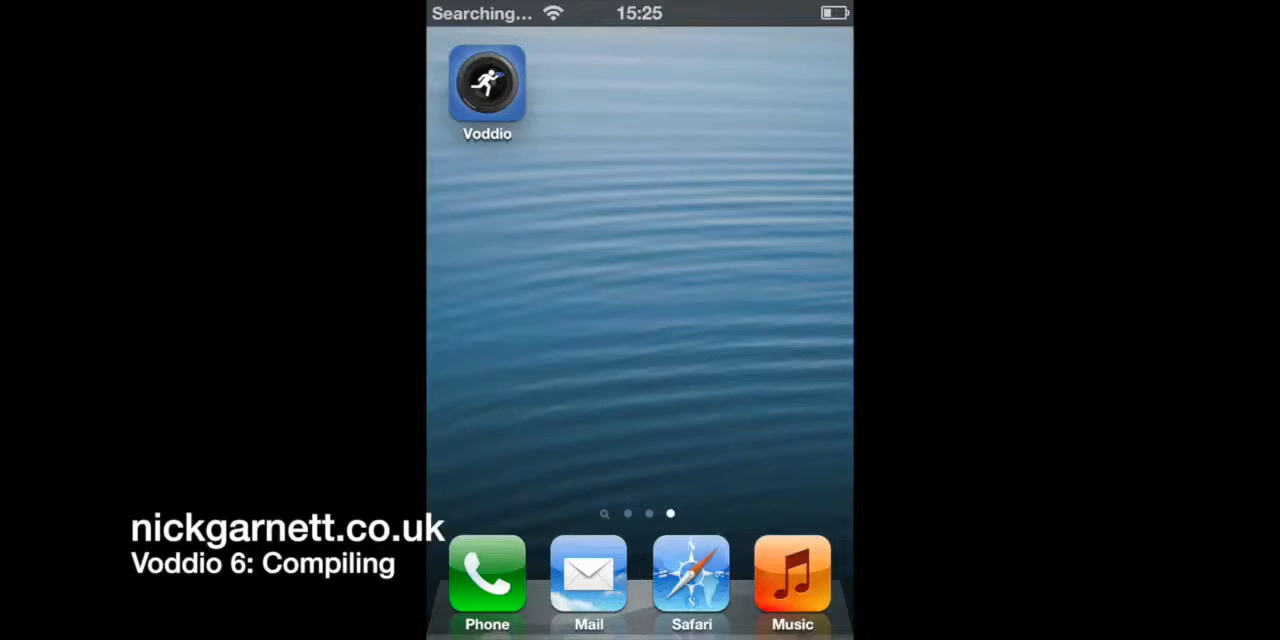 Searching... 15:25
Voddio
nickgarnett.co.uk
Voddio 6: Compiling
Phone Mail Safari Music